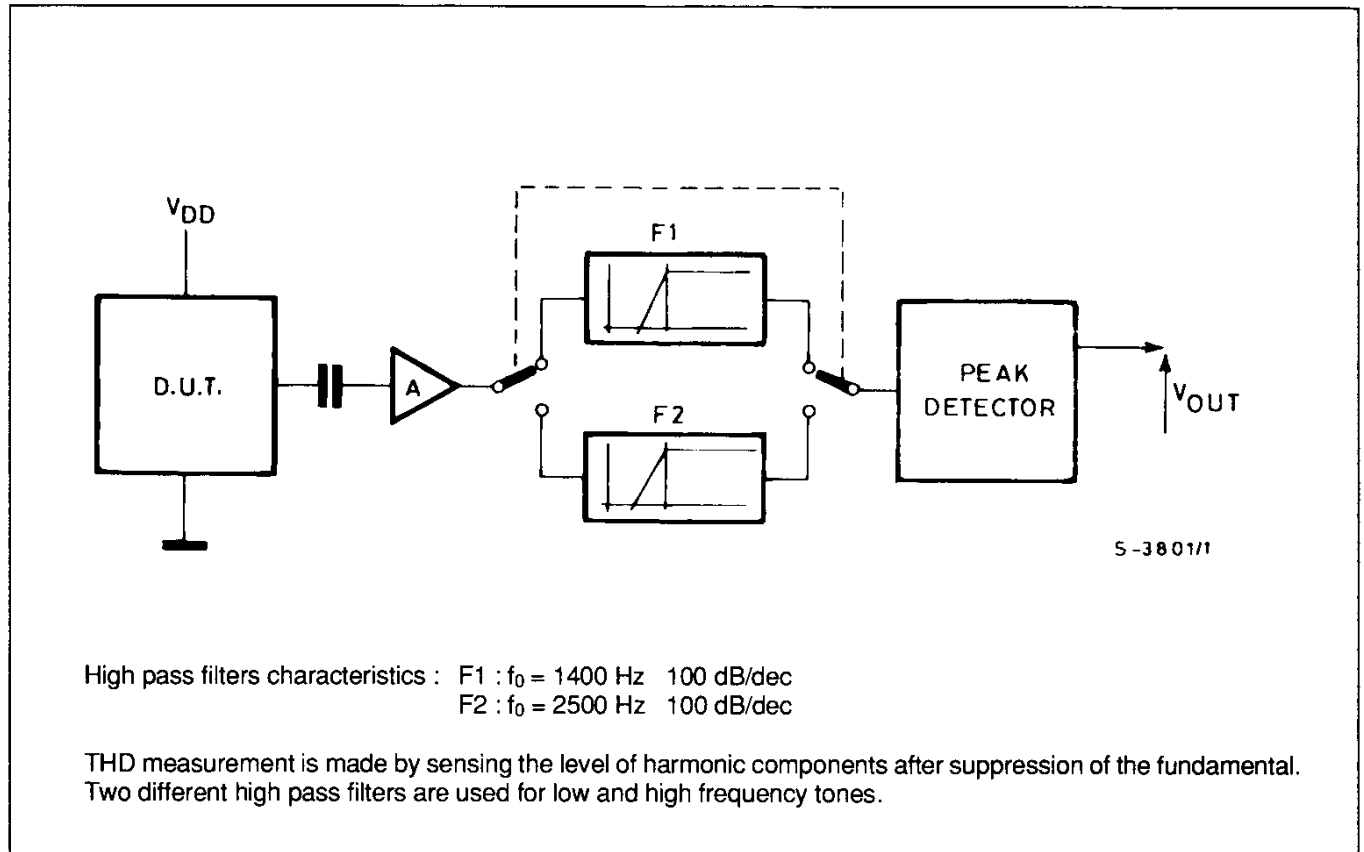 VDD
F1
D.U.T.
A
PEAK
DETECTOR
VOUT
F2
S-3801/1
High pass filters characteristics : F1 : f0 = 1400 Hz 100 dB/dec
F2 : f0 = 2500 Hz 100 dB/dec
THD measurement is made by sensing the level of harmonic components after suppression of the fundamental.
Two different high pass filters are used for low and high frequency tones.